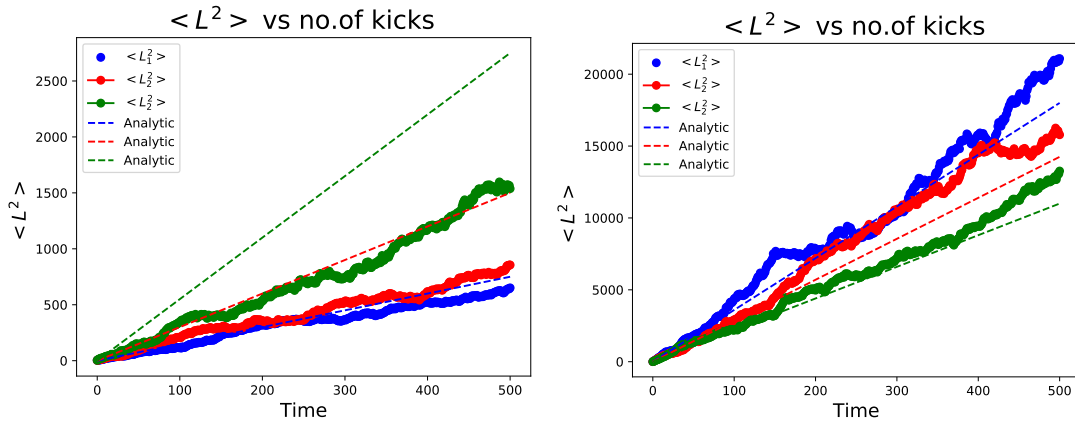 < L² > vs no.of kicks
< L₁² >
< L₂² >
< L₂² >
Analytic
Analytic
Analytic
2500
2000
1500
1000
500
0
< L² >
0 100 200 300 400 500
Time
< L² > vs no.of kicks
< L₁² >
< L₂² >
< L₂² >
Analytic
Analytic
Analytic
20000
15000
10000
5000
0
< L² >
0 100 200 300 400 500
Time